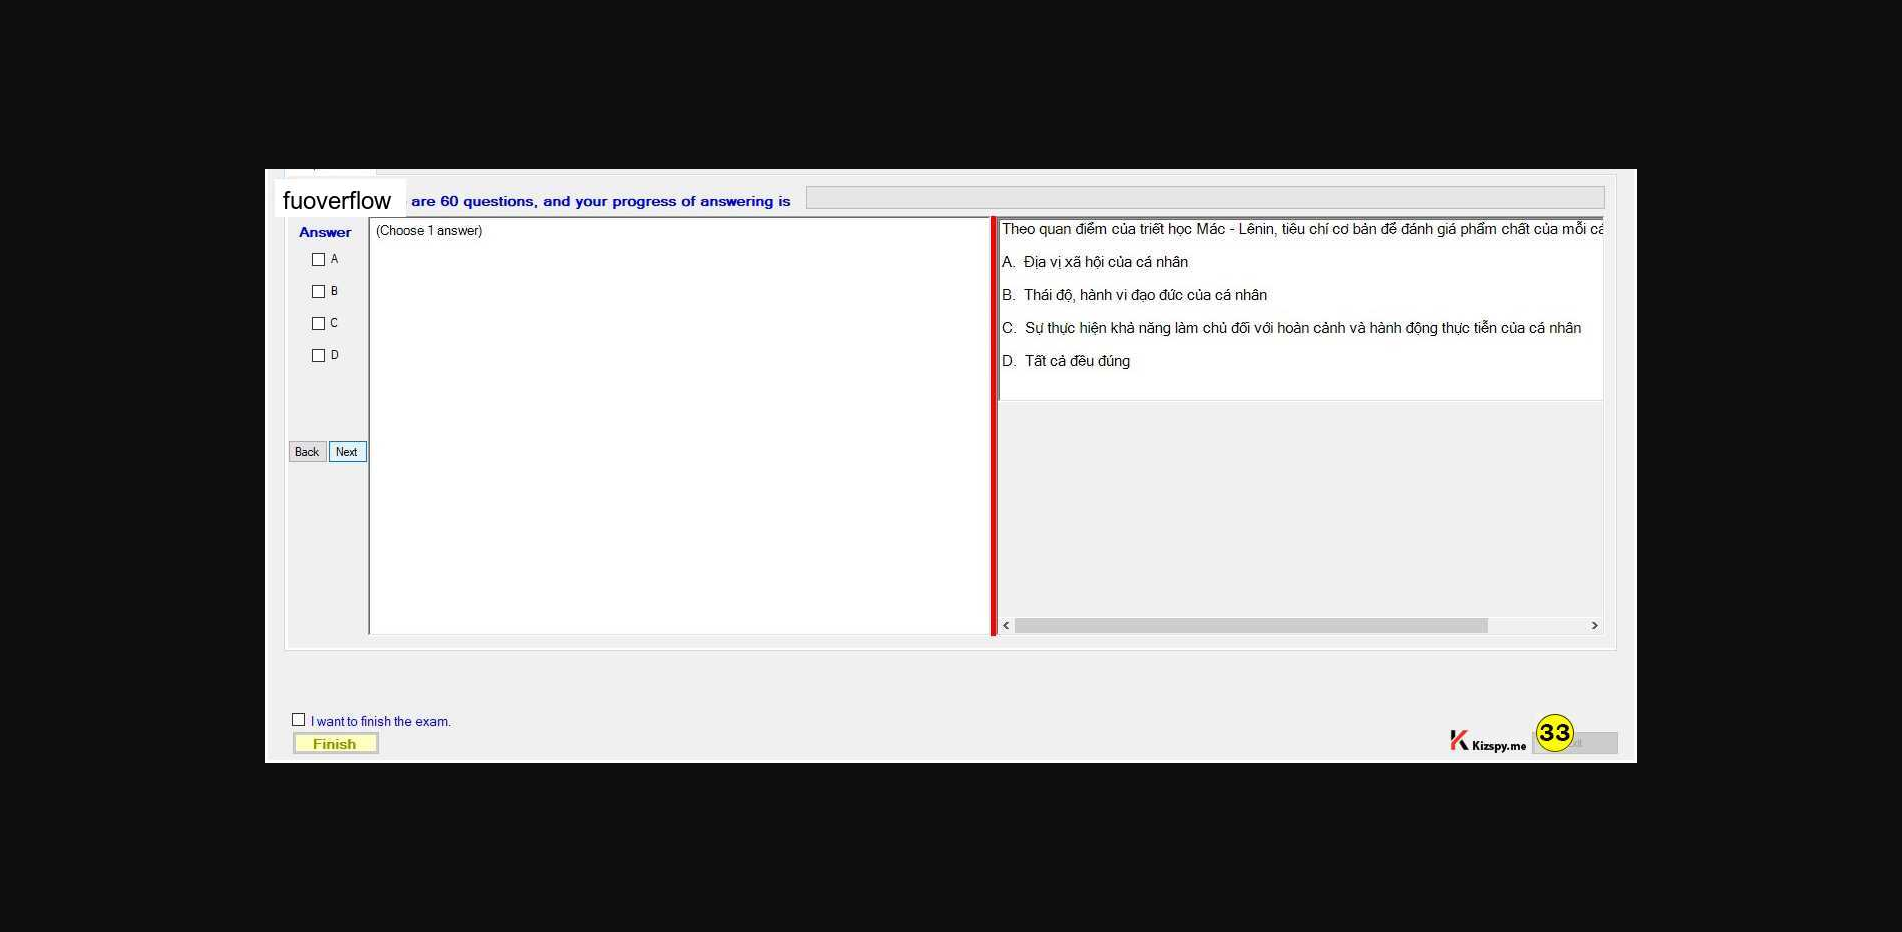 fuoverflow are 60 questions, and your progress of answering is
Answer
(Choose 1 answer)
A
B
C
D
Back Next
Theo quan điểm của triết học Mác - Lênin, tiêu chí cơ bản để đánh giá phẩm chất của mỗi cá
A. Địa vị xã hội của cá nhân
B. Thái độ, hành vi đạo đức của cá nhân
C. Sự thực hiện khả năng làm chủ đối với hoàn cảnh và hành động thực tiễn của cá nhân
D. Tất cả đều đúng
I want to finish the exam.
Finish
Kizspy.me
33